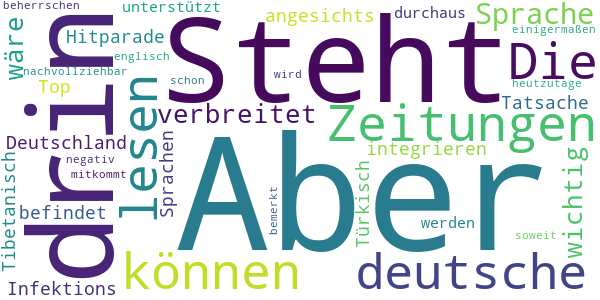 beherrschen
unterstützt
angesichts
durchaus
Sprache
einigermaßen
wäre
Hitparade
drin
Steht
Die
englisch
nachvollziehbar
schon
wird
heutzutage
Top
lesen
verbreitet
Zeitungen
Tatsache
Deutschland
negativ
mitkommt
Sprachen
Aber
Türkisch
integrieren
wichtig
Tibetanisch
befindet
bemerkt
werden
soweit
Infektions
können
deutsche